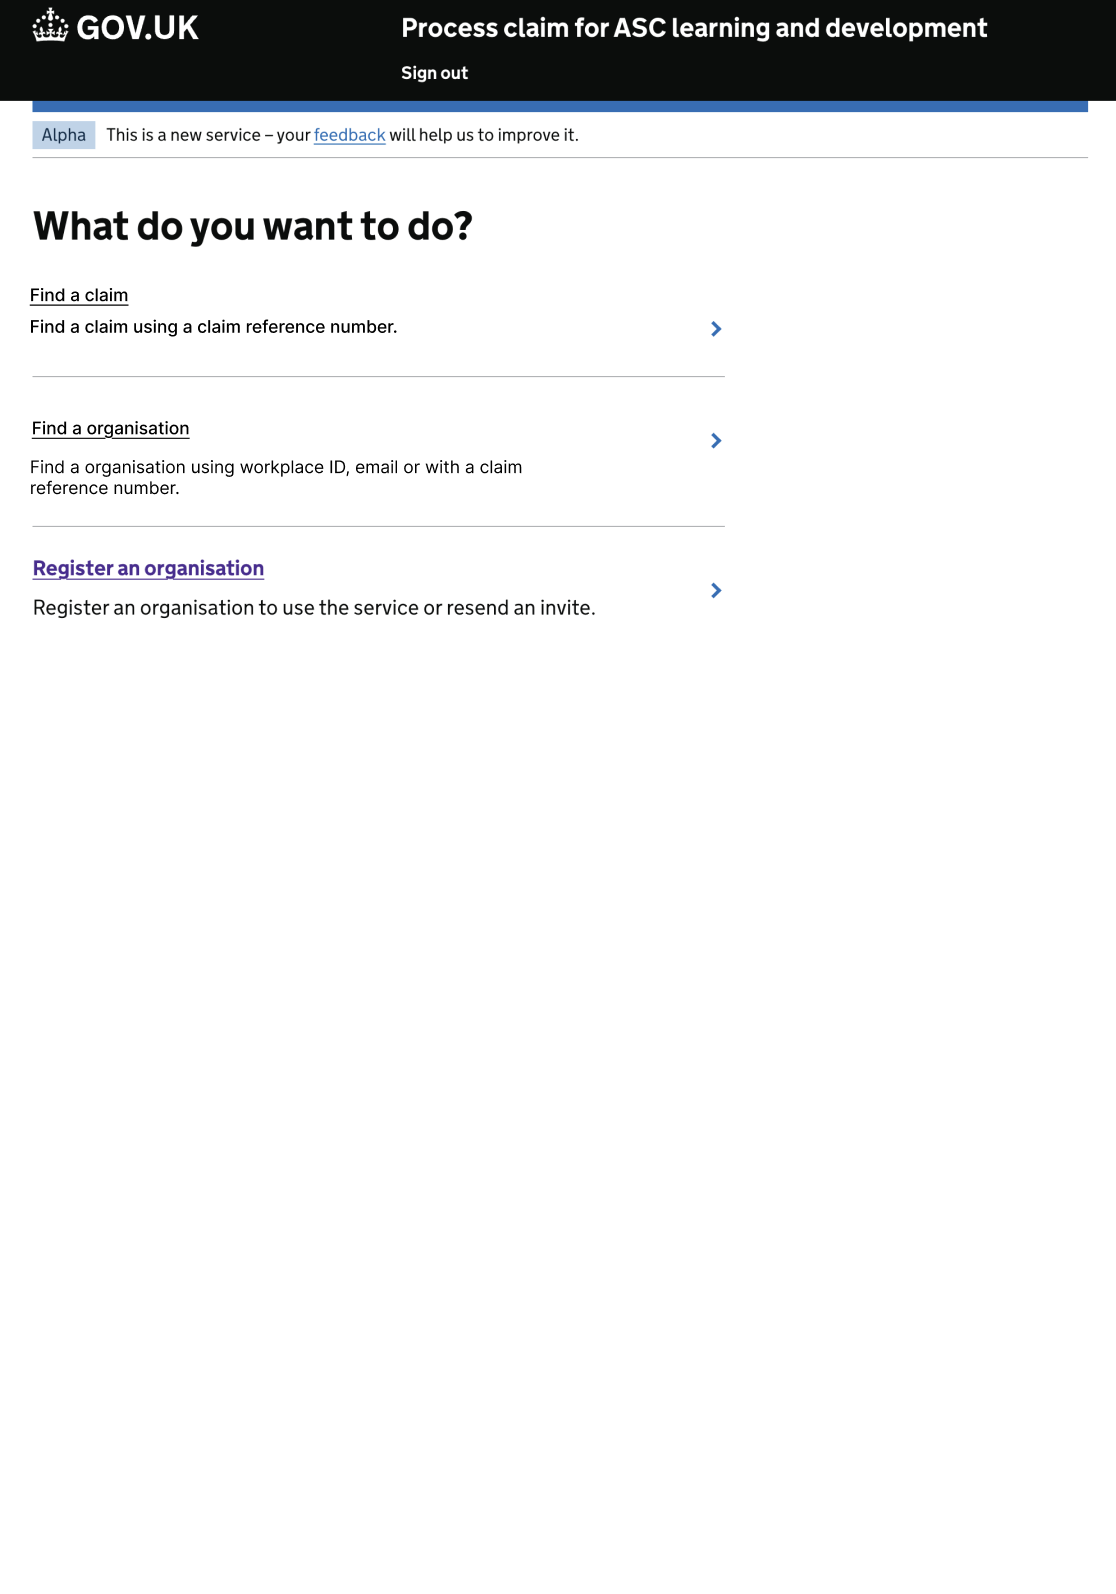 GOV.UK
Process claim for ASC learning and development
Sign out
Alpha This is a new service – your feedback will help us to improve it.
What do you want to do?
Find a claim
Find a claim using a claim reference number.
Find a organisation
Find a organisation using workplace ID, email or with a claim
reference number.
Register an organisation
Register an organisation to use the service or resend an invite.